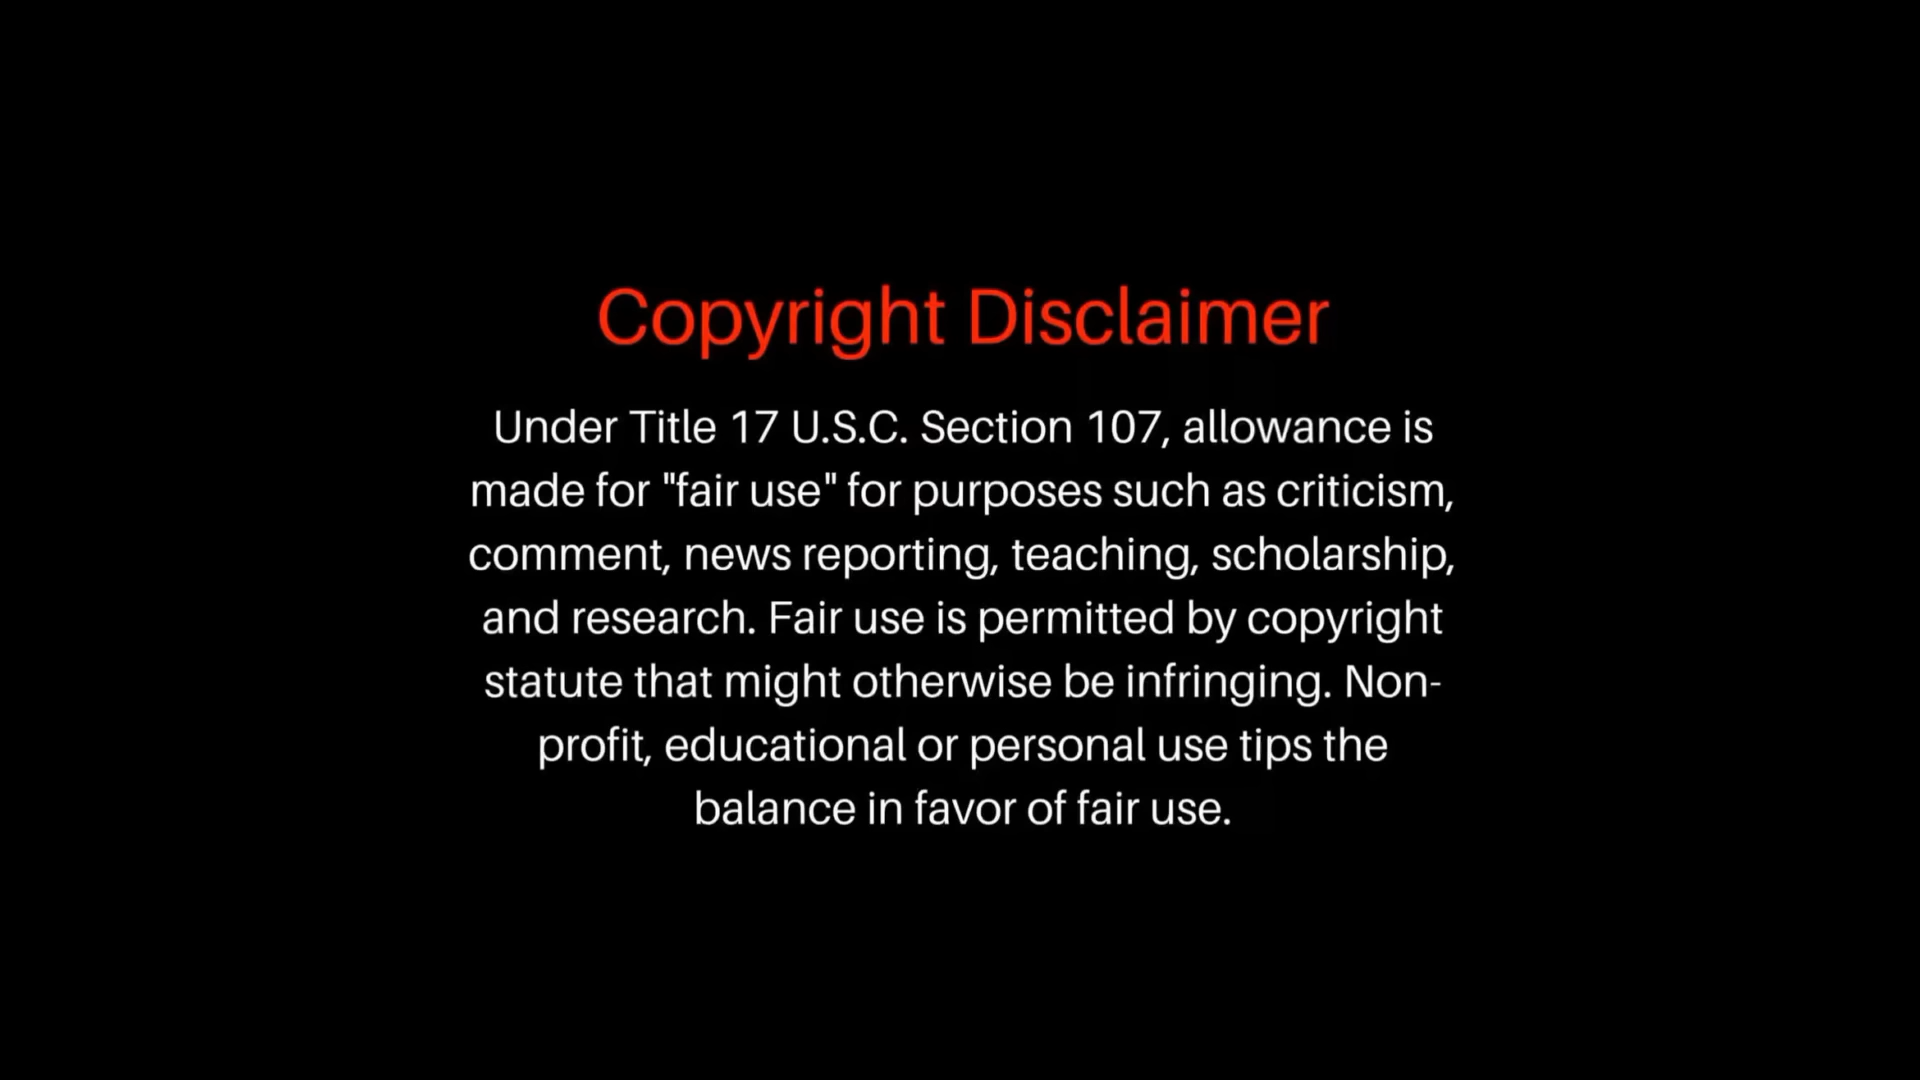 Copyright Disclaimer
Under Title 17 U.S.C. Section 107, allowance is
made for "fair use" for purposes such as criticism,
comment, news reporting, teaching, scholarship,
and research. Fair use is permitted by copyright
statute that might otherwise be infringing. Non-
profit, educational or personal use tips the
balance in favor of fair use.